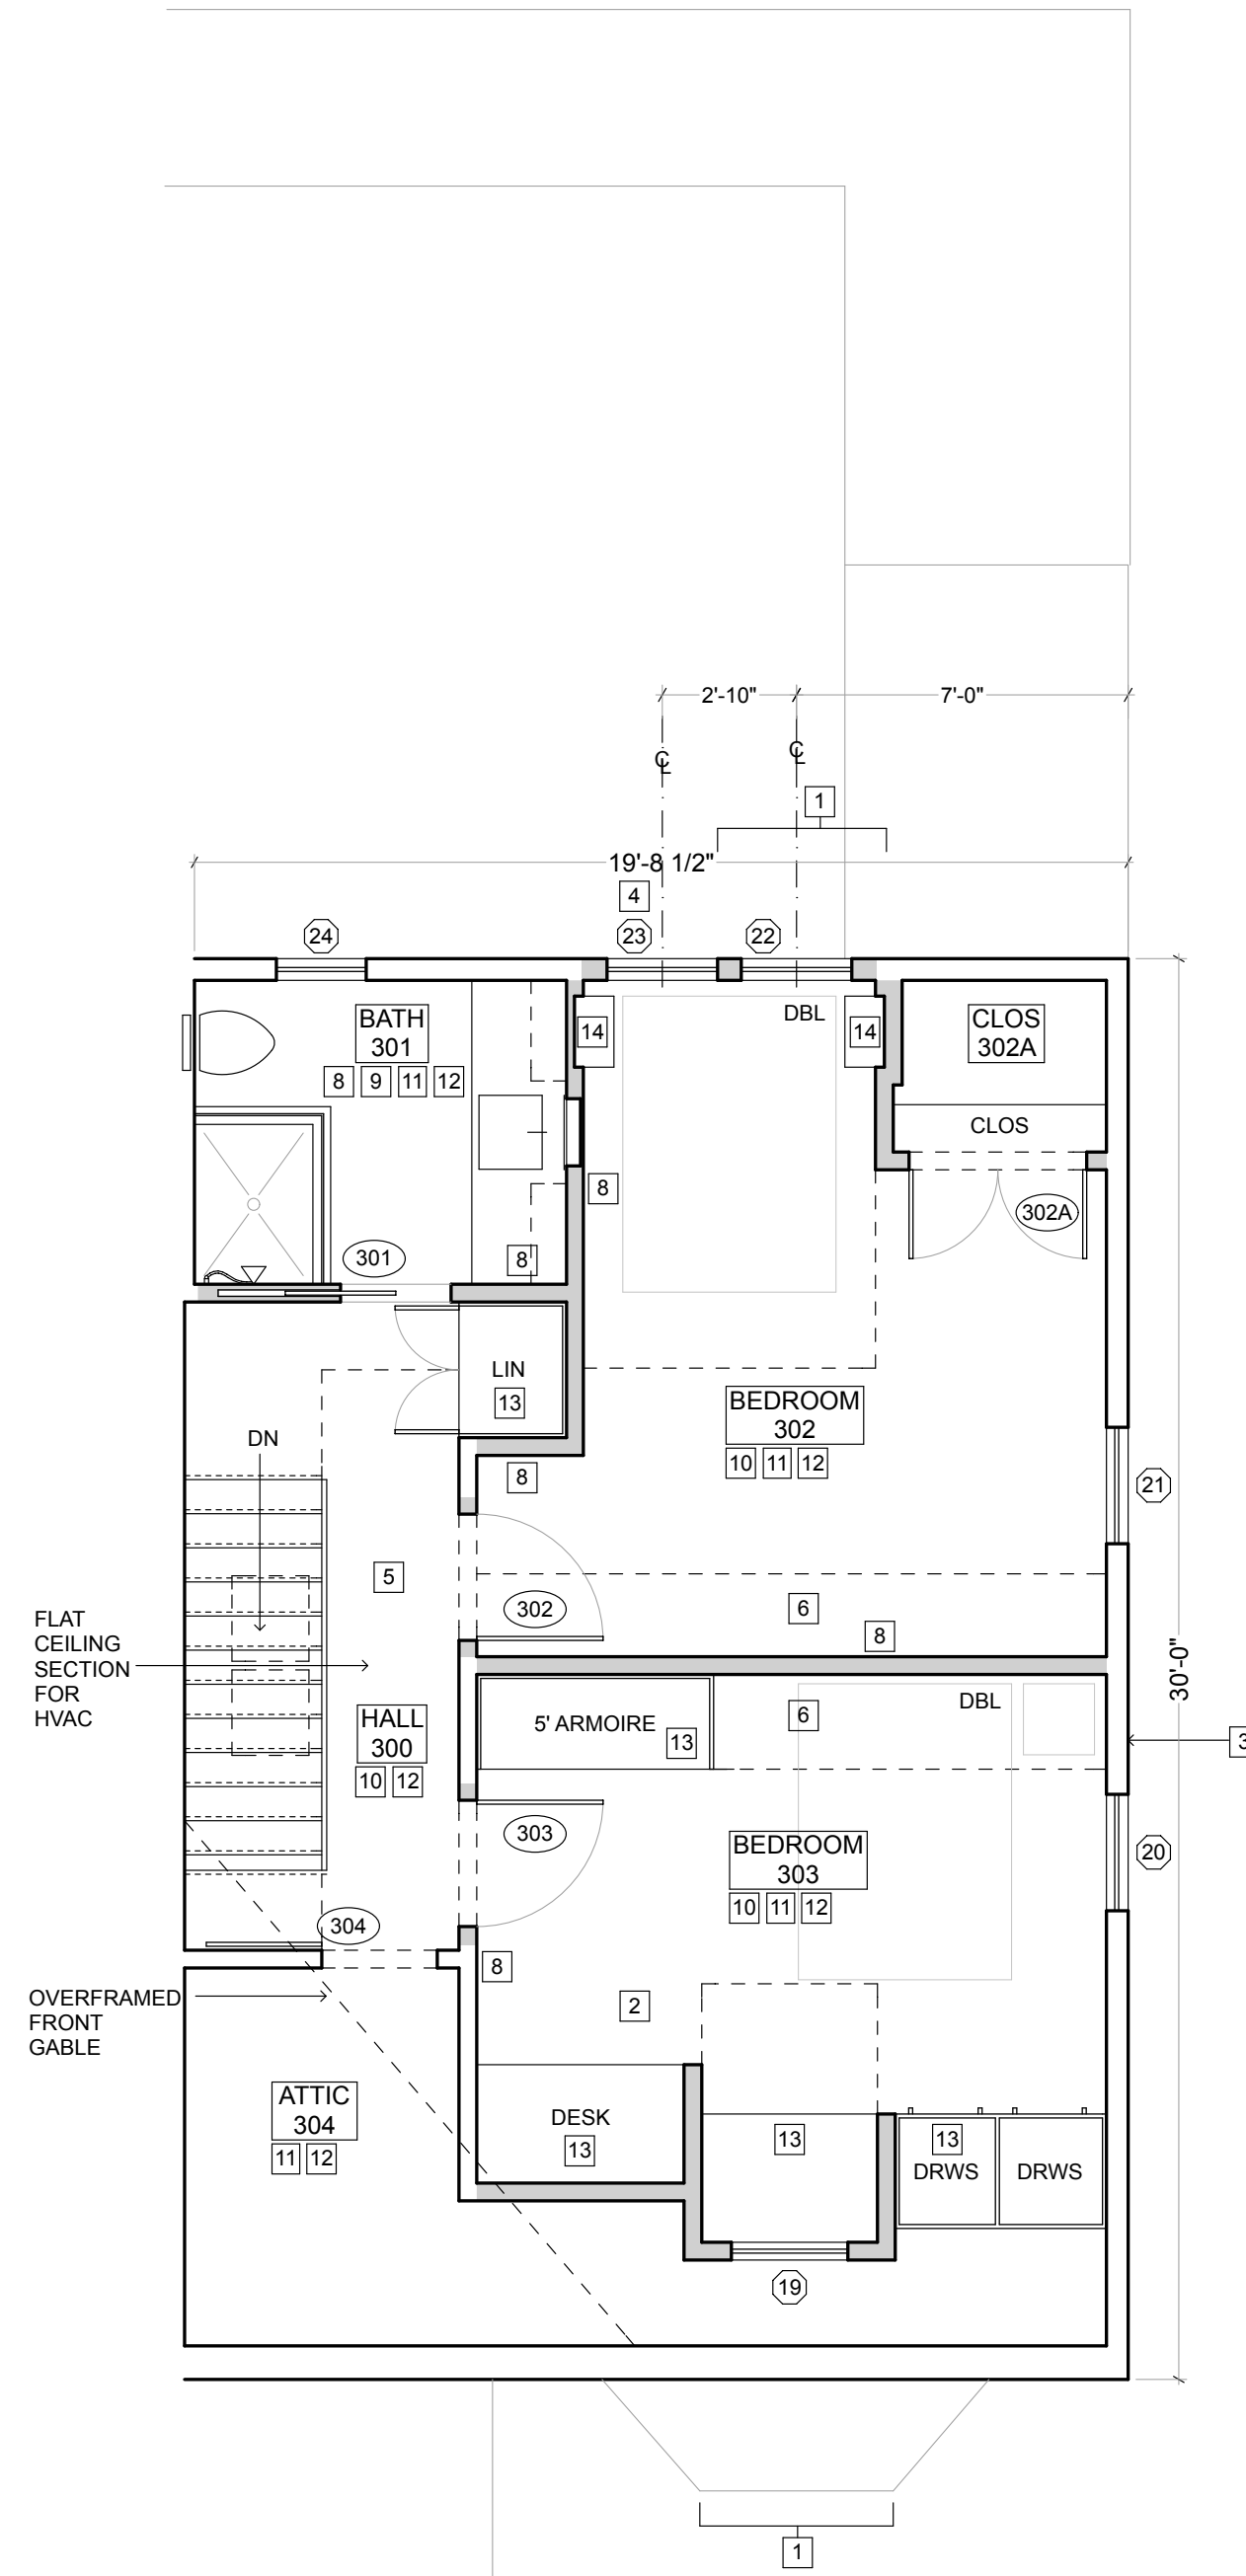 2'-10"
7'-0"
℄
℄
1
19'-8 1/2"
4
24
23
22
BATH
301
8 9 11 12
14
DBL
14
CLOS
302A
CLOS
8
302A
301
8
LIN
13
BEDROOM
302
10 11 12
DN
8
21
5
302
6
8
FLAT
CEILING
SECTION
FOR
HVAC
30'-0"
HALL
300
10 12
5' ARMOIRE
13
6
DBL
3
303
BEDROOM
303
10 11 12
20
304
8
OVERFRAMED
FRONT
GABLE
2
ATTIC
304
11 12
DESK
13
13
13
DRWS
DRWS
19
1